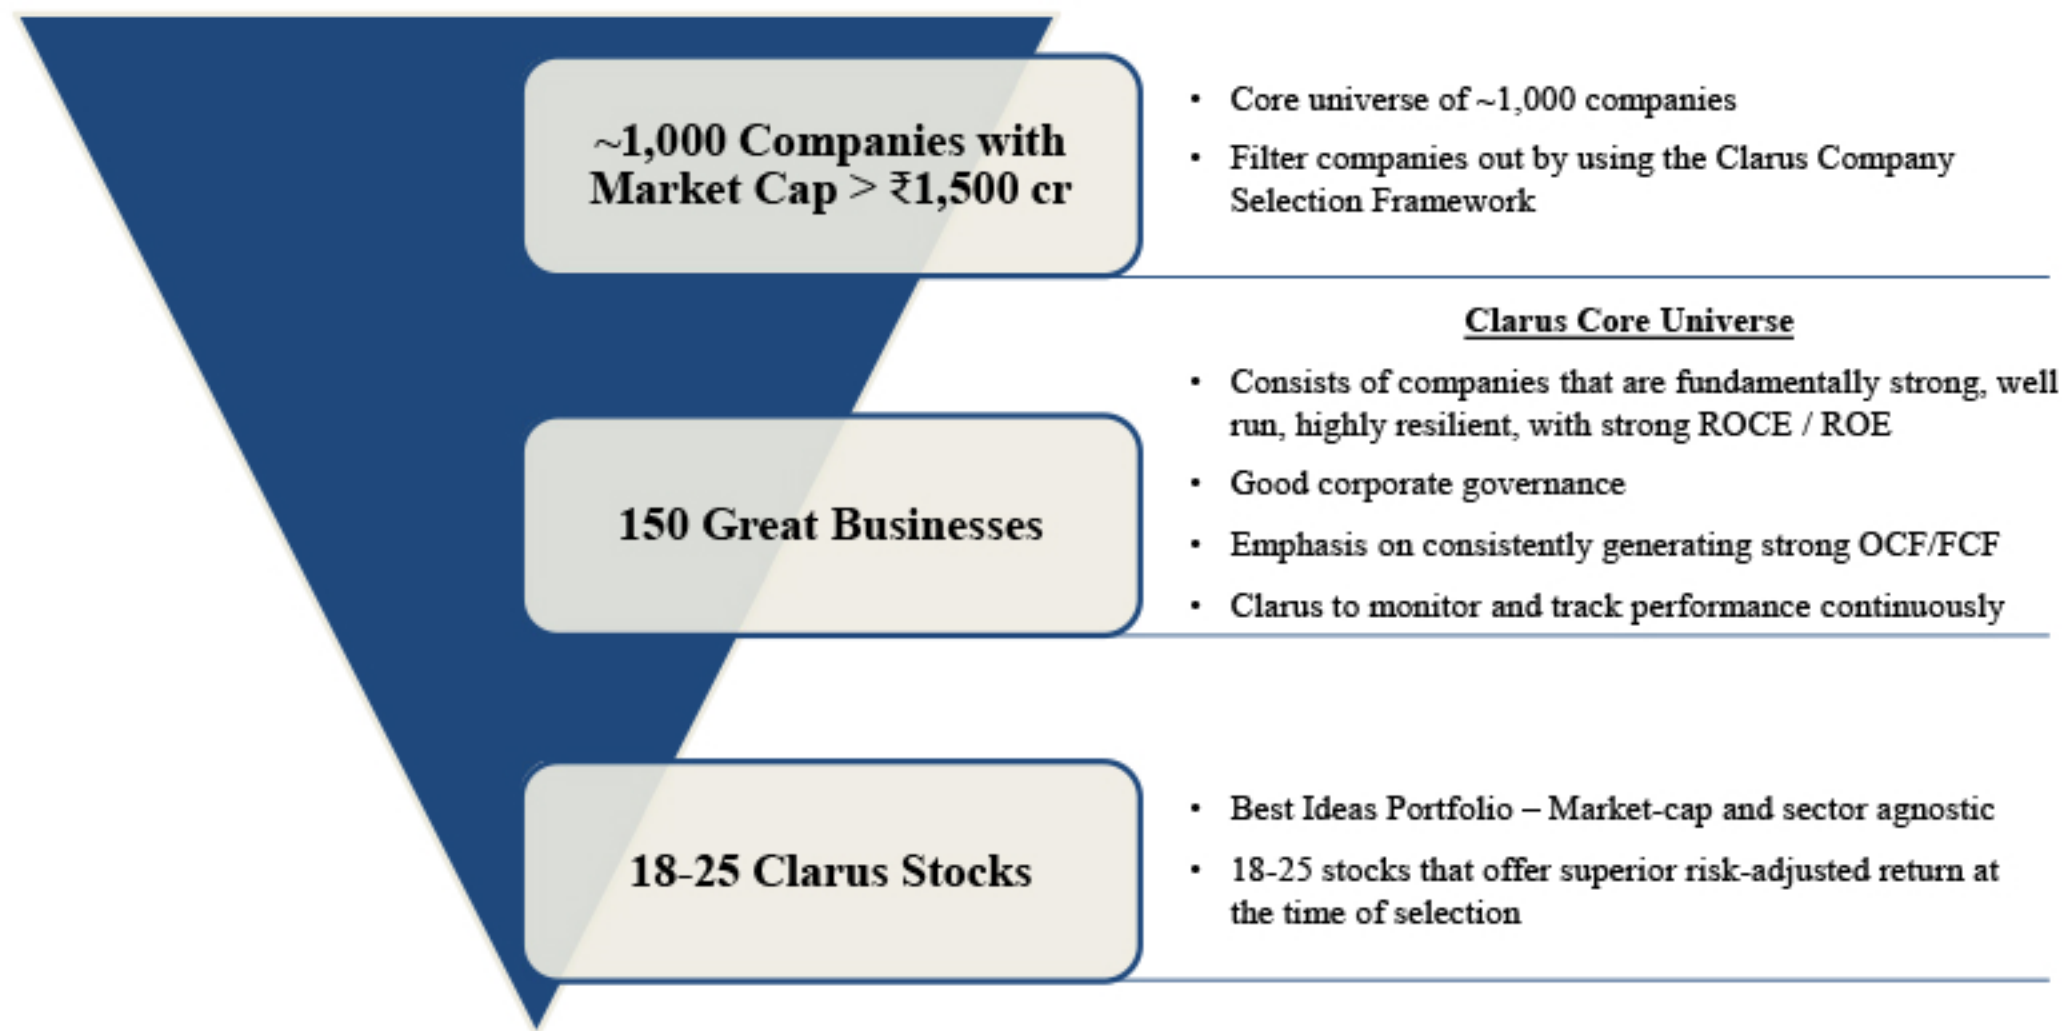 ~1,000 Companies with
Market Cap > ₹1,500 cr
• Core universe of ~1,000 companies
• Filter companies out by using the Clarus Company
Selection Framework
Clarus Core Universe
150 Great Businesses
• Consists of companies that are fundamentally strong, well
run, highly resilient, with strong ROCE / ROE
• Good corporate governance
• Emphasis on consistently generating strong OCF/FCF
• Clarus to monitor and track performance continuously
18-25 Clarus Stocks
• Best Ideas Portfolio – Market-cap and sector agnostic
• 18-25 stocks that offer superior risk-adjusted return at
the time of selection